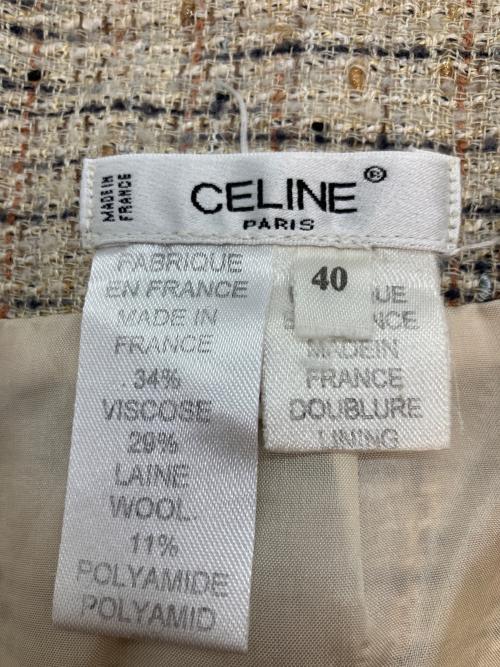 MADE IN
FRANCE
CELINE®
PARIS
FABRIQUE
EN FRANCE
MADE IN
FRANCE
34%
VISCOSE
29%
LAINE
WOOL
11%
POLYAMIDE
POLYAMID
40
MADEIN
FRANCE
DOUBLURE
LINING